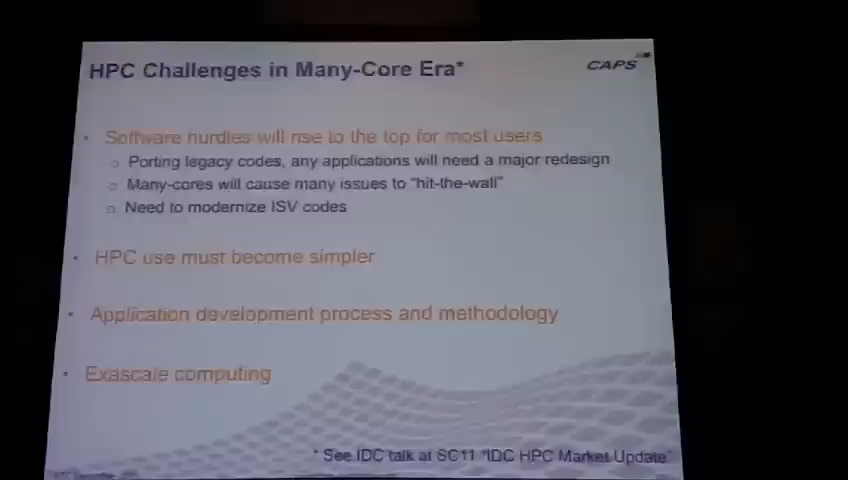 HPC Challenges in Many-Core Era*
CAPS
• Software hurdles will rise to the top for most users
o Porting legacy codes, any applications will need a major redesign
o Many-cores will cause many issues to "hit-the-wall"
o Need to modernize ISV codes
• HPC use must become simpler
• Application development process and methodology
• Exascale computing
* See IDC talk at SC11 "IDC HPC Market Update"